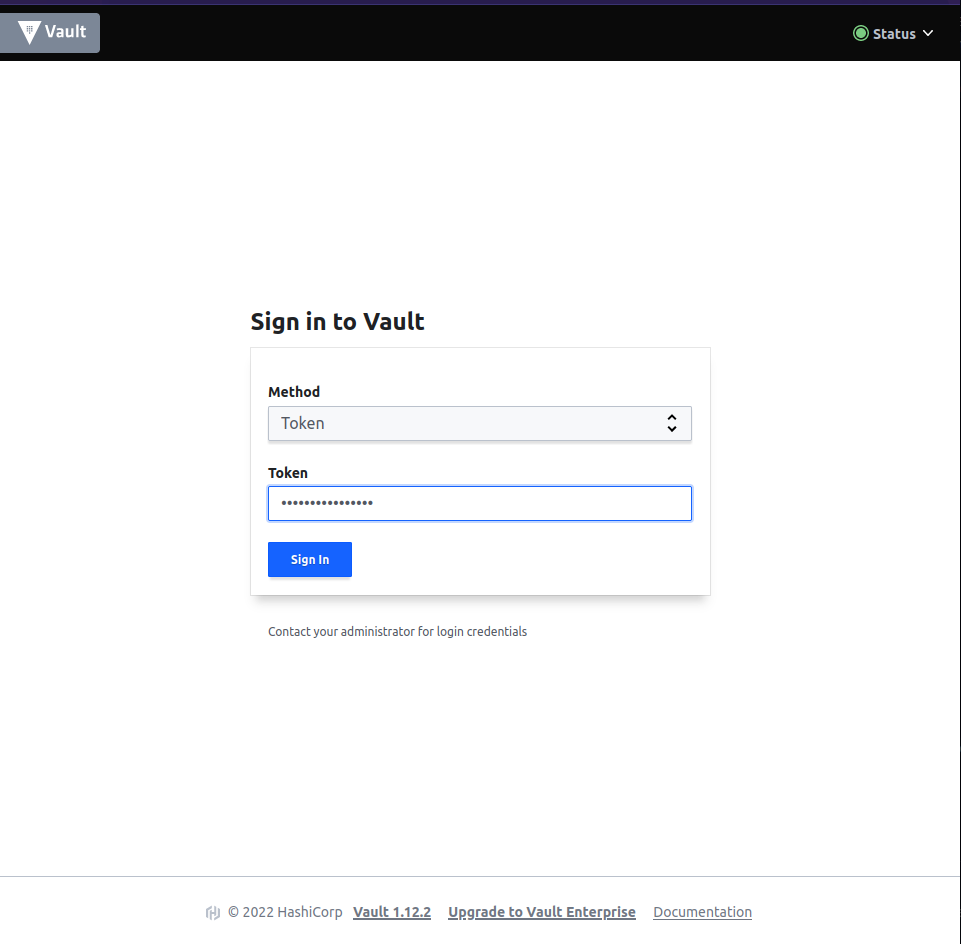 Vault
Status
Sign in to Vault
Method
Token
Token
••••••••••••••••
Sign In
Contact your administrator for login credentials
© 2022 HashiCorp Vault 1.12.2 Upgrade to Vault Enterprise Documentation